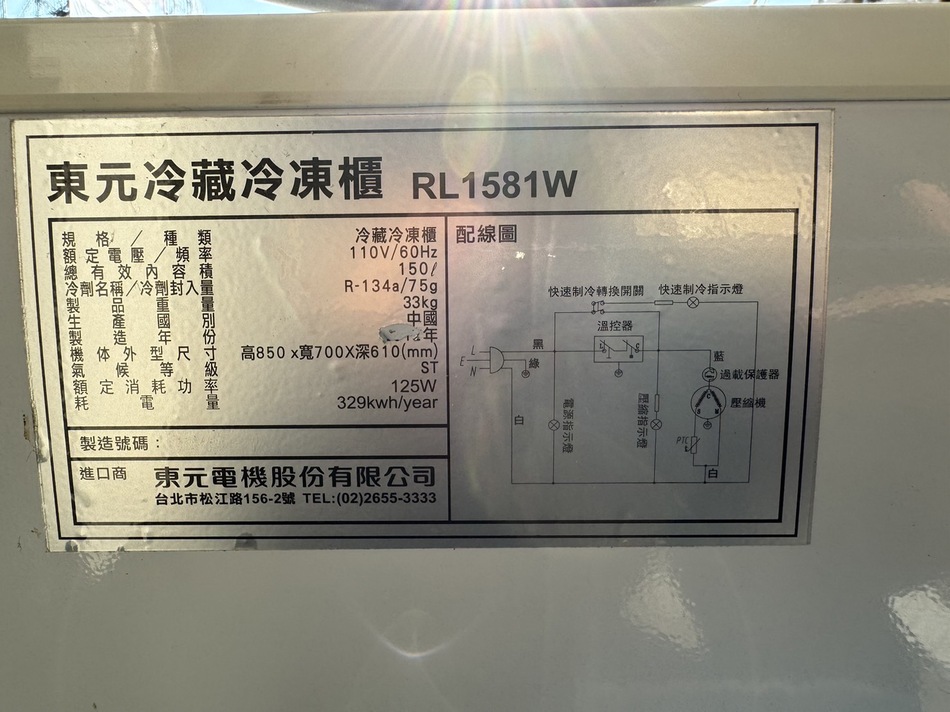 東元冷藏冷凍櫃 RL1581W
規格/種類 冷藏冷凍櫃
額定電壓/頻率 110V/60Hz
總有效內容積 150ℓ
冷劑名稱/冷劑封入量 R-134a/75g
製品重量 33kg
生產國別 中國
製造年份 年
機体外型尺寸 高850 x寬700X深610(mm)
氣候等級 ST
額定消耗功率 125W
耗電量 329kwh/year
製造號碼：
進口商 東元電機股份有限公司
台北市松江路156-2號 TEL:(02)2655-3333
配線圖
快速制冷轉換開關 快速制冷指示燈
溫控器
黑
L
E
N
綠
藍
過載保護器
白
電源指示燈
壓縮指示燈
C
S
M
壓縮機
PTC
白